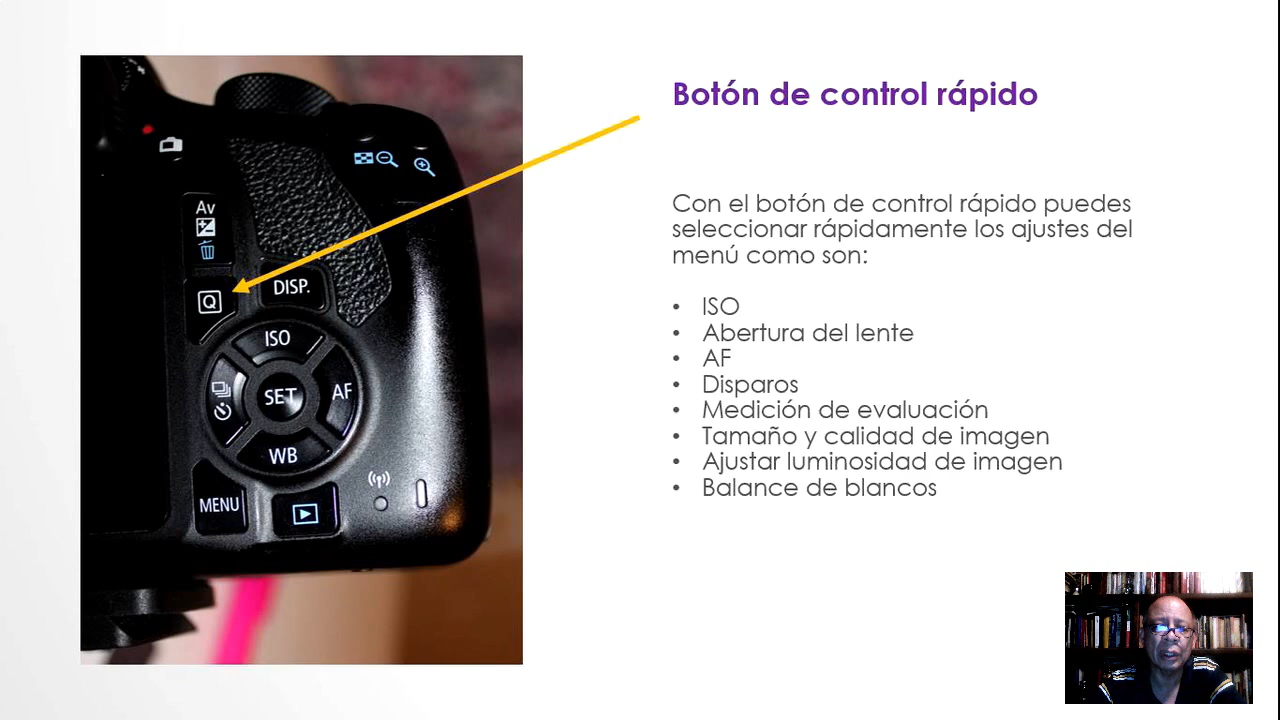 Botón de control rápido
Con el botón de control rápido puedes
seleccionar rápidamente los ajustes del
menú como son:
• ISO
• Abertura del lente
• AF
• Disparos
• Medición de evaluación
• Tamaño y calidad de imagen
• Ajustar luminosidad de imagen
• Balance de blancos
Av
Q
DISP.
ISO
SET
AF
WB
MENU